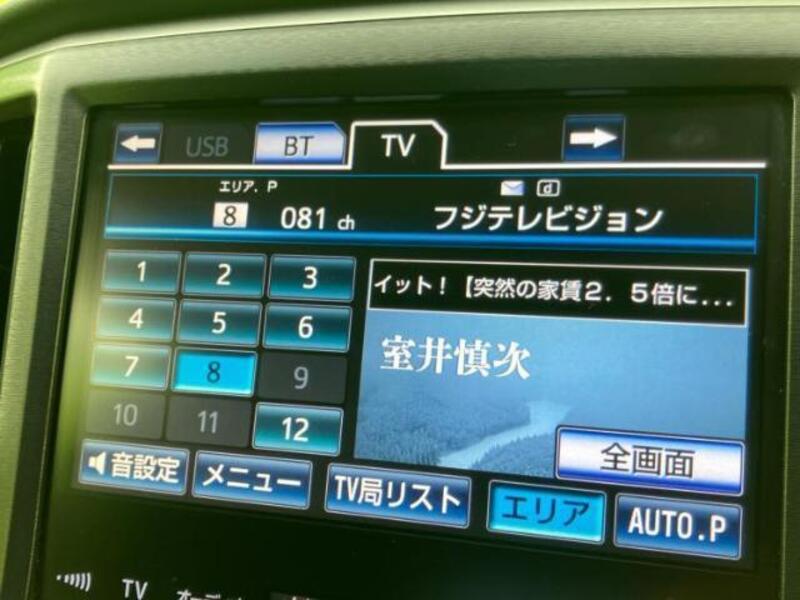 USB BT TV
エリア. P
8 081 ch フジテレビジョン
イット！【突然の家賃２．５倍に...
1 2 3
4 5 6
7 8 9
10 11 12
室井慎次
全画面
音設定 メニュー TV局リスト エリア AUTO.P
TV